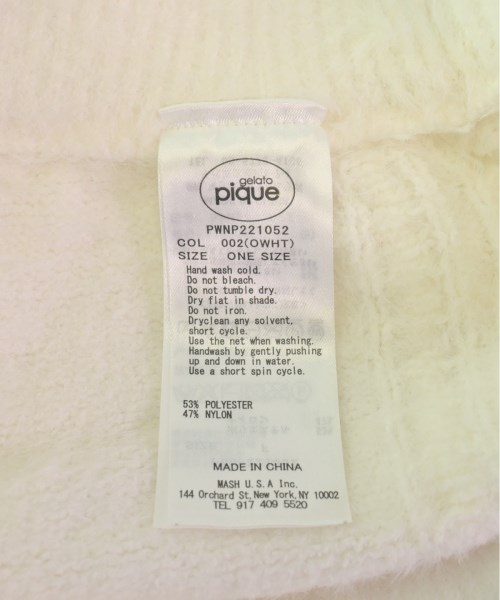 gelato
pique
PWNP221052
COL 002(OWHT)
SIZE ONE SIZE
Hand wash cold.
Do not bleach.
Do not tumble dry.
Dry flat in shade.
Do not iron.
Dryclean any solvent,
short cycle.
Use the net when washing.
Handwash by gently pushing
up and down in water.
Use a short spin cycle.
53% POLYESTER
47% NYLON
MADE IN CHINA
MASH U.S.A Inc.
144 Orchard St, New York, NY 10002
TEL 917 409 5520